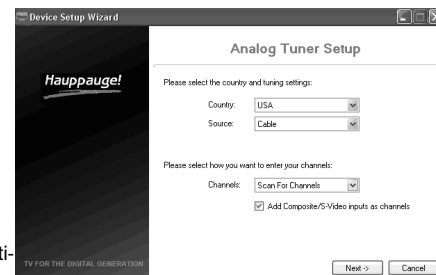 Device Setup Wizard
Analog Tuner Setup
Hauppauge!
Please select the country and tuning settings:
Country: USA
Source: Cable
Please select how you want to enter your channels:
Channels: Scan For Channels
Add Composite/S-Video inputs as channels
ti-
TV FOR THE DIGITAL GENERATION
Next -> Cancel